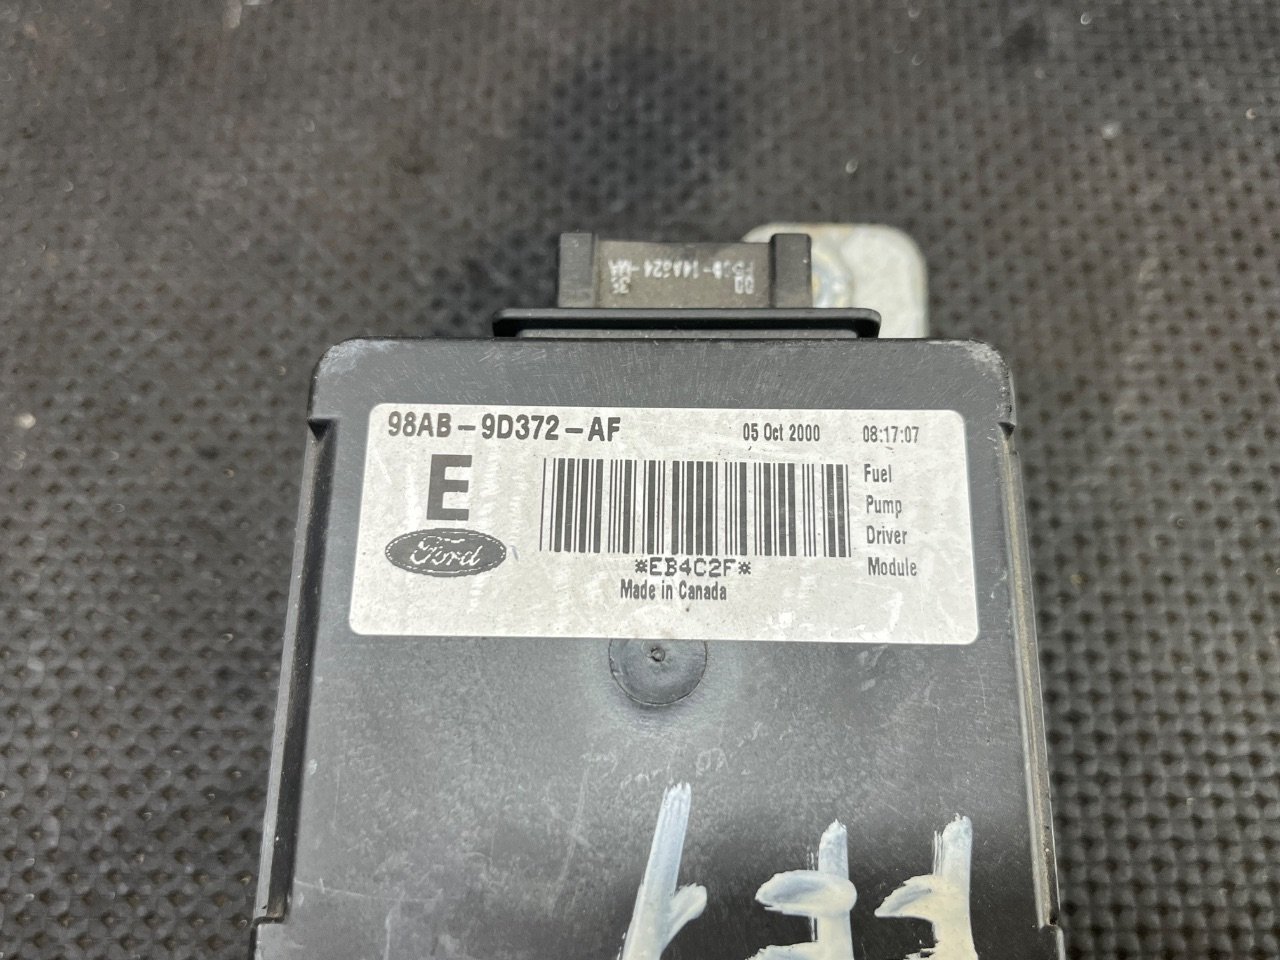 98AB-9D372-AF 05 Oct 2000 08:17:07
E
Fuel
Pump
Driver
Module
Ford
*EB4C2F*
Made in Canada